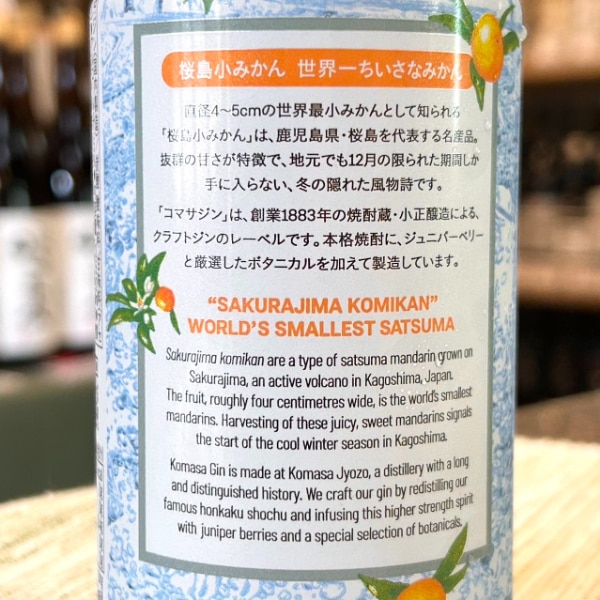 桜島小みかん 世界一ちいさなみかん
直径4〜5cmの世界最小みかんとして知られる
「桜島小みかん」は、鹿児島県・桜島を代表する名産品。
抜群の甘さが特徴で、地元でも12月の限られた期間しか
手に入らない、冬の隠れた風物詩です。
「コマサジン」は、創業1883年の焼酎蔵・小正醸造による、
クラフトジンのレーベルです。本格焼酎に、ジュニパーベリー
と厳選したボタニカルを加えて製造しています。
“SAKURAJIMA KOMIKAN”
WORLD'S SMALLEST SATSUMA
Sakurajima komikan are a type of satsuma mandarin grown on
Sakurajima, an active volcano in Kagoshima, Japan.
The fruit, roughly four centimetres wide, is the world's smallest
mandarins. Harvesting of these juicy, sweet mandarins signals
the start of the cool winter season in Kagoshima.
Komasa Gin is made at Komasa Jyozo, a distillery with a long
and distinguished history. We craft our gin by redistilling our
famous honkaku shochu and infusing this higher strength spirit
with juniper berries and a special selection of botanicals.